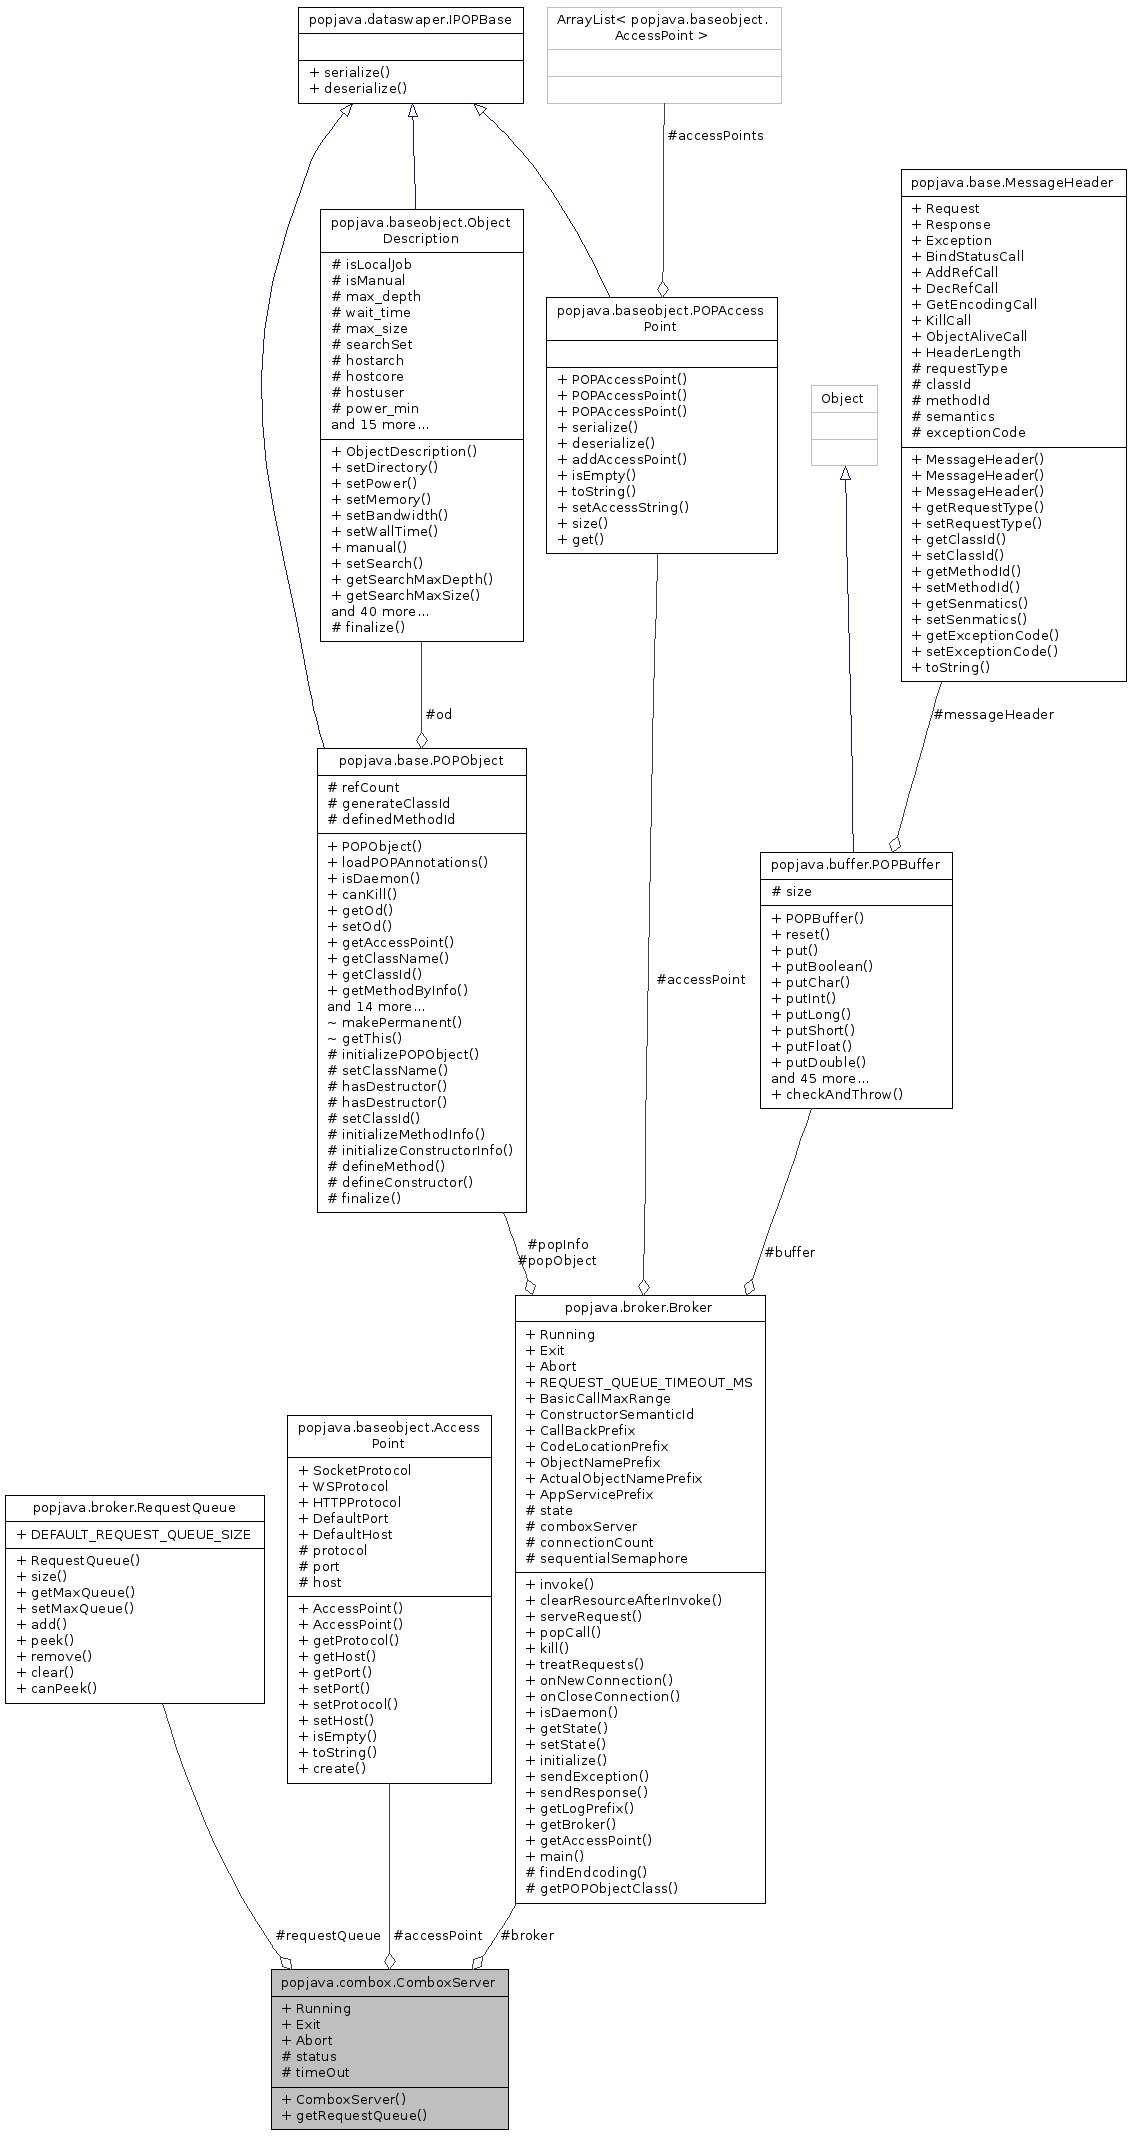 popjava.dataswaper.IPOPBase
+ serialize()
+ deserialize()
ArrayList< popjava.baseobject.
AccessPoint >
#accessPoints
popjava.base.MessageHeader
+ Request
+ Response
+ Exception
+ BindStatusCall
+ AddRefCall
+ DecRefCall
+ GetEncodingCall
+ KillCall
+ ObjectAliveCall
+ HeaderLength
# requestType
# classId
# methodId
# semantics
# exceptionCode
+ MessageHeader()
+ MessageHeader()
+ MessageHeader()
+ getRequestType()
+ setRequestType()
+ getClassId()
+ setClassId()
+ getMethodId()
+ setMethodId()
+ getSenmatics()
+ setSenmatics()
+ getExceptionCode()
+ setExceptionCode()
+ toString()
popjava.baseobject.Object
Description
# isLocalJob
# isManual
# max_depth
# wait_time
# max_size
# searchSet
# hostarch
# hostcore
# hostuser
# power_min
and 15 more...
+ ObjectDescription()
+ setDirectory()
+ setPower()
+ setMemory()
+ setBandwidth()
+ setWallTime()
+ manual()
+ setSearch()
+ getSearchMaxDepth()
+ getSearchMaxSize()
and 40 more...
# finalize()
popjava.baseobject.POPAccess
Point
+ POPAccessPoint()
+ POPAccessPoint()
+ POPAccessPoint()
+ serialize()
+ deserialize()
+ addAccessPoint()
+ isEmpty()
+ toString()
+ setAccessString()
+ size()
+ get()
Object
#od
#messageHeader
popjava.base.POPObject
# refCount
# generateClassId
# definedMethodId
+ POPObject()
+ loadPOPAnnotations()
+ isDaemon()
+ canKill()
+ getOd()
+ setOd()
+ getAccessPoint()
+ getClassName()
+ getClassId()
+ getMethodByInfo()
and 14 more...
~ makePermanent()
~ getThis()
# initializePOPObject()
# setClassName()
# hasDestructor()
# hasDestructor()
# setClassId()
# initializeMethodInfo()
# initializeConstructorInfo()
# defineMethod()
# defineConstructor()
# finalize()
popjava.buffer.POPBuffer
# size
+ POPBuffer()
+ reset()
+ put()
+ putBoolean()
+ putChar()
+ putInt()
+ putLong()
+ putShort()
+ putFloat()
+ putDouble()
and 45 more...
+ checkAndThrow()
#accessPoint
#popInfo
#popObject
#buffer
popjava.broker.Broker
+ Running
+ Exit
+ Abort
+ REQUEST_QUEUE_TIMEOUT_MS
+ BasicCallMaxRange
+ ConstructorSemanticId
+ CallBackPrefix
+ CodeLocationPrefix
+ ObjectNamePrefix
+ ActualObjectNamePrefix
+ AppServicePrefix
# state
# comboxServer
# connectionCount
# sequentialSemaphore
+ invoke()
+ clearResourceAfterInvoke()
+ serveRequest()
+ popCall()
+ kill()
+ treatRequests()
+ onNewConnection()
+ onCloseConnection()
+ isDaemon()
+ getState()
+ setState()
+ initialize()
+ sendException()
+ sendResponse()
+ getLogPrefix()
+ getBroker()
+ getAccessPoint()
+ main()
# findEndcoding()
# getPOPObjectClass()
popjava.baseobject.Access
Point
+ SocketProtocol
+ WSProtocol
+ HTTPProtocol
+ DefaultPort
+ DefaultHost
# protocol
# port
# host
+ AccessPoint()
+ AccessPoint()
+ getProtocol()
+ getHost()
+ getPort()
+ setPort()
+ setProtocol()
+ setHost()
+ isEmpty()
+ toString()
+ create()
popjava.broker.RequestQueue
+ DEFAULT_REQUEST_QUEUE_SIZE
+ RequestQueue()
+ size()
+ getMaxQueue()
+ setMaxQueue()
+ add()
+ peek()
+ remove()
+ clear()
+ canPeek()
#requestQueue
#accessPoint
#broker
popjava.combox.ComboxServer
+ Running
+ Exit
+ Abort
# status
# timeOut
+ ComboxServer()
+ getRequestQueue()